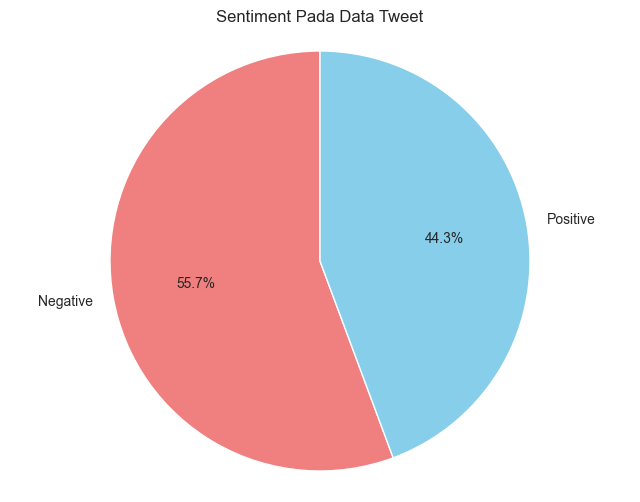 Sentiment Pada Data Tweet
Positive
44.3%
55.7%
Negative